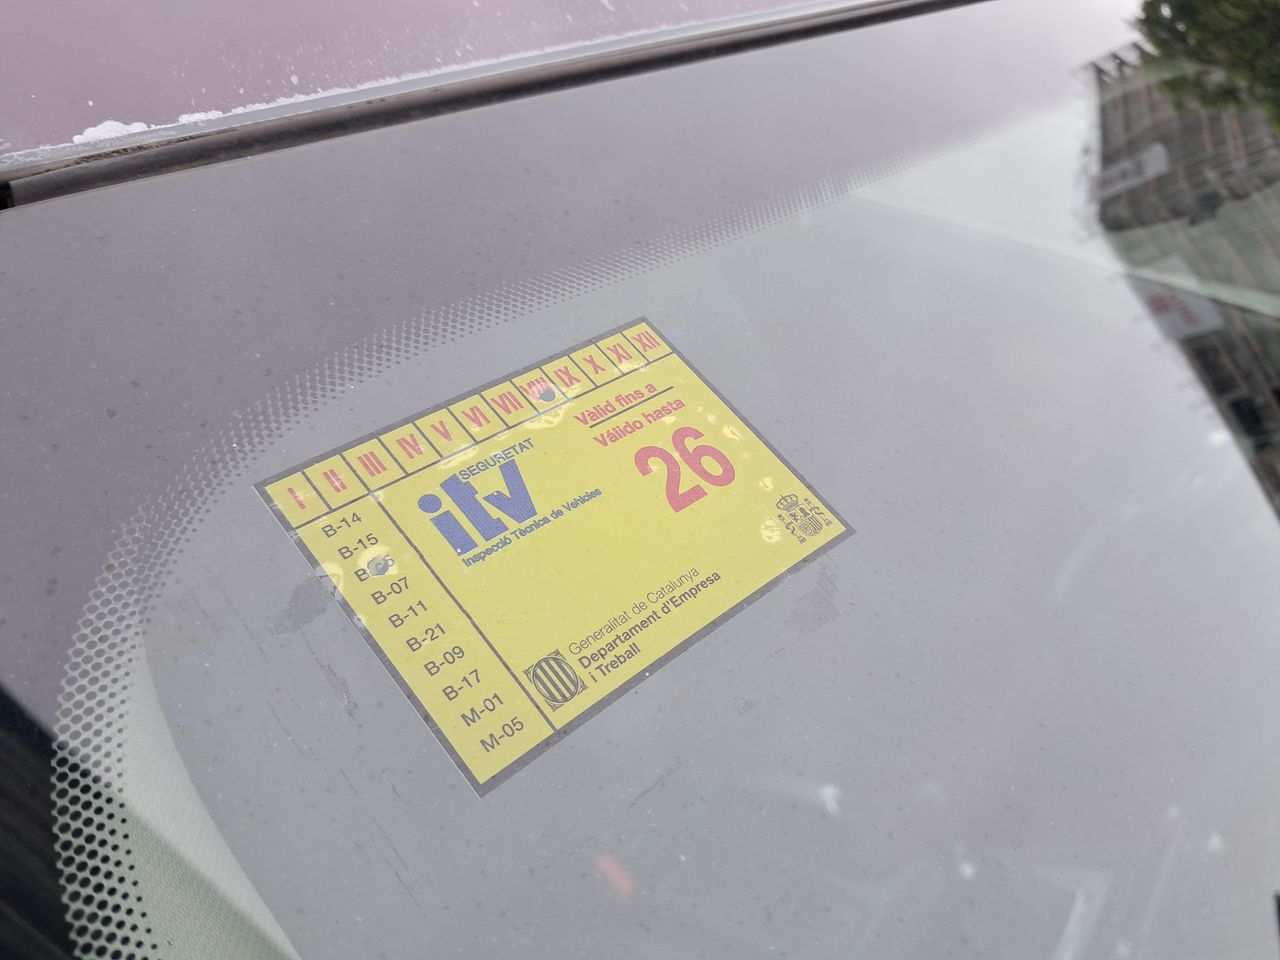 I II III IV V VI VII VIII IX X XI XII
B-14
B-15
B-07
B-11
B-21
B-09
B-17
M-01
M-05
SEGURETAT
itv
Inspecció Tècnica de Vehicles
Vàlid fins a
Válido hasta
26
Generalitat de Catalunya
Departament d'Empresa
i Treball